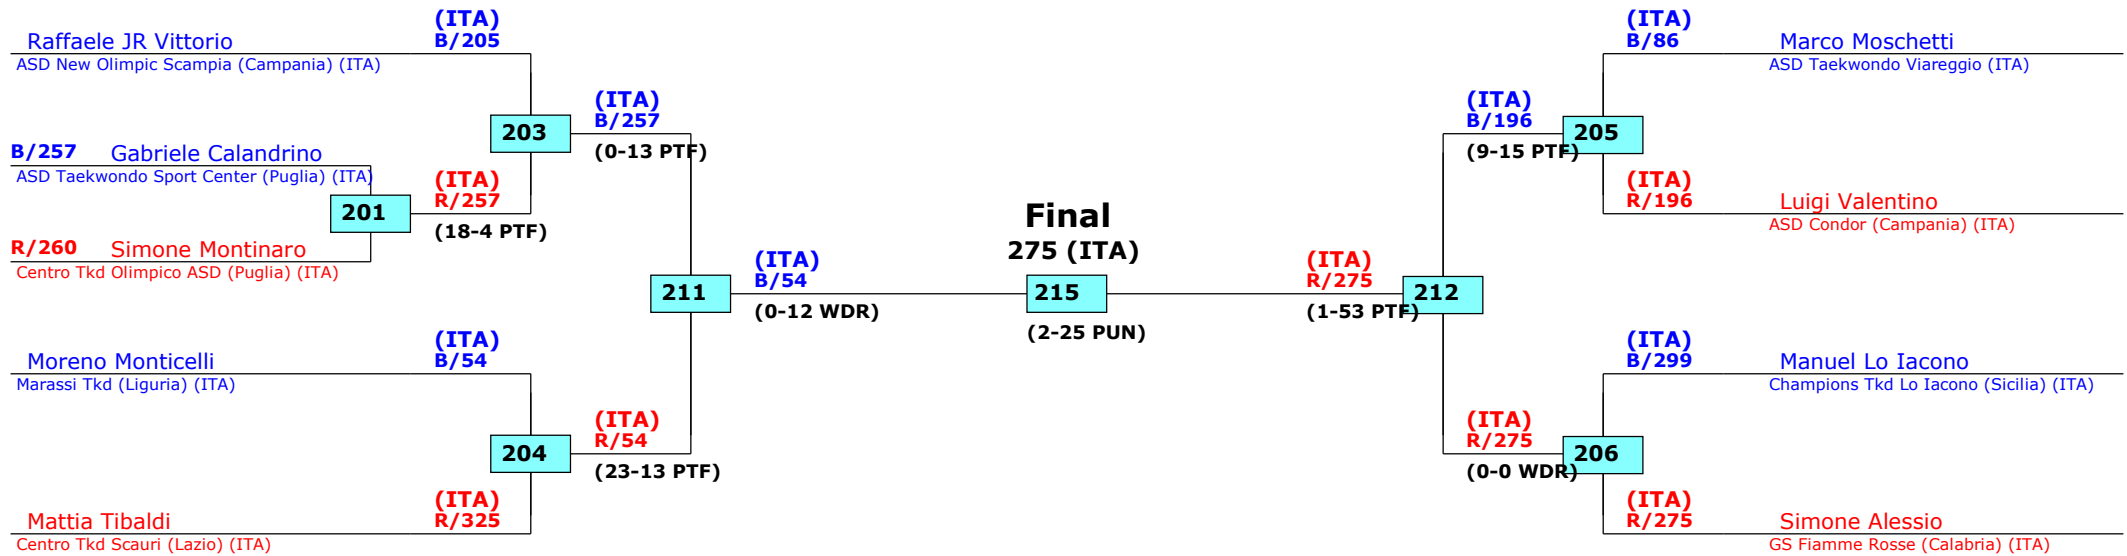 (ITA)
Raffaele JR Vittorio B/205
ASD New Olimpic Scampia (Campania) (ITA)
(ITA)
203 B/257
(0-13 PTF)
B/257 Gabriele Calandrino
ASD Taekwondo Sport Center (Puglia) (ITA)
(ITA)
201 R/257
(18-4 PTF)
R/260 Simone Montinaro
Centro Tkd Olimpico ASD (Puglia) (ITA)
(ITA)
211 B/54
(0-12 WDR)
(ITA)
Moreno Monticelli B/54
Marassi Tkd (Liguria) (ITA)
(ITA)
204 R/54
(23-13 PTF)
(ITA)
Mattia Tibaldi R/325
Centro Tkd Scauri (Lazio) (ITA)
Final
275 (ITA)
215
(2-25 PUN)
(ITA)
B/86 Marco Moschetti
ASD Taekwondo Viareggio (ITA)
(ITA)
B/196 205
(9-15 PTF)
(ITA)
R/196 Luigi Valentino
ASD Condor (Campania) (ITA)
(ITA)
R/275 212
(1-53 PTF)
(ITA)
B/299 Manuel Lo Iacono
Champions Tkd Lo Iacono (Sicilia) (ITA)
(ITA)
R/275 206
(0-0 WDR)
(ITA)
R/275 Simone Alessio
GS Fiamme Rosse (Calabria) (ITA)